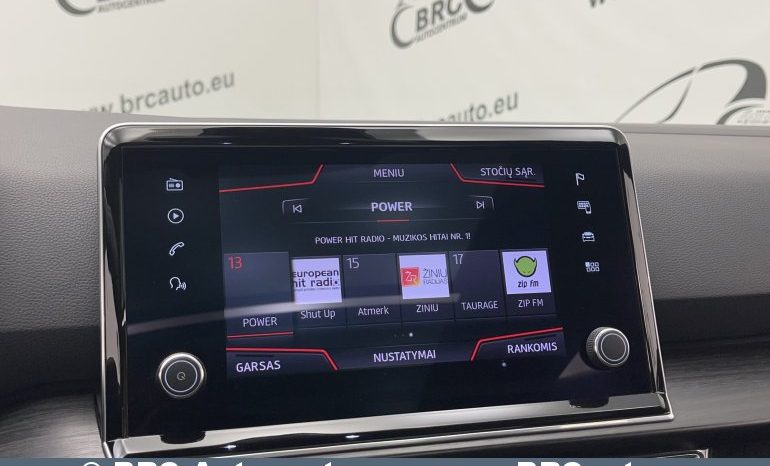 BRC
AUTOCENTRUM
www.brcauto.eu
brcauto.eu
MENIU
STOČIŲ SĄR.
POWER
POWER HIT RADIO - MUZIKOS HITAI NR. 1!
13
15
17
european
hit radio
ŽR
ŽINIŲ
RADIJAS
zip fm
POWER
Shut Up
Atmerk
ZINIU
TAURAGE
ZIP FM
GARSAS
NUSTATYMAI
RANKOMIS